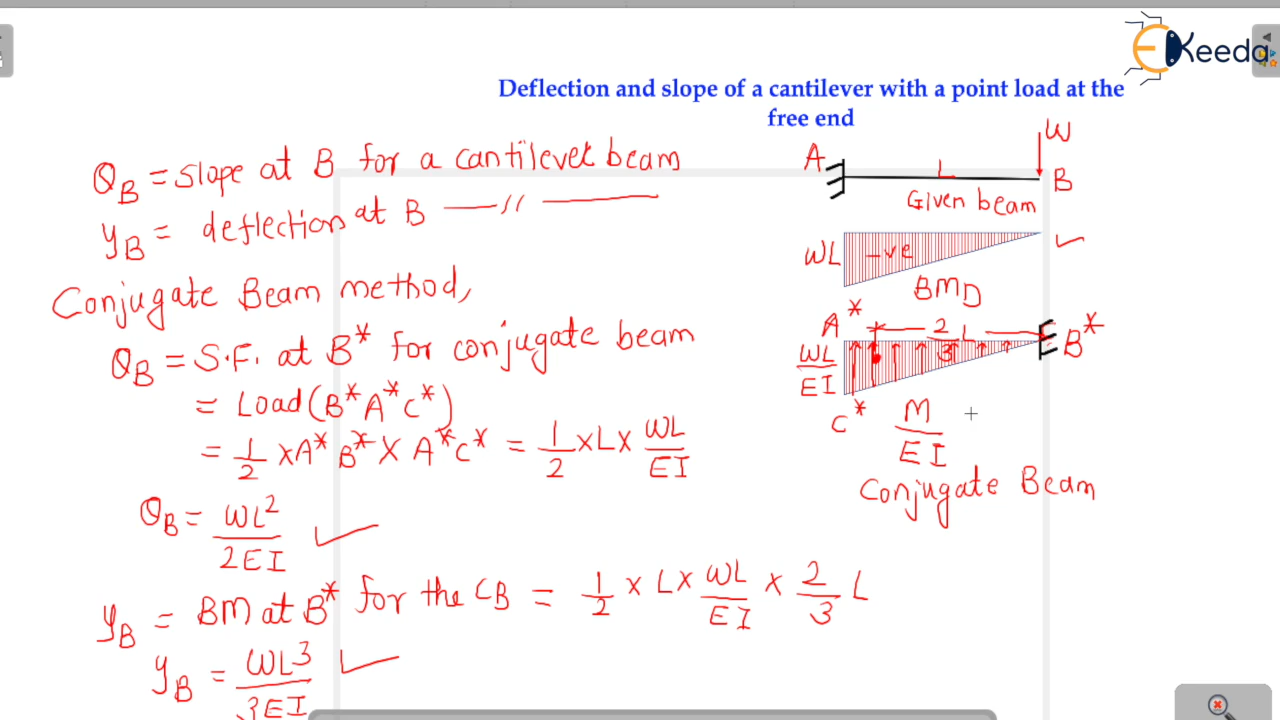 EKeeda
Deflection and slope of a cantilever with a point load at the
free end
θB = Slope at B for a cantilever beam
yB = deflection at B —〃—
Conjugate Beam method,
θB = S.F. at B* for conjugate beam
= Load (B*A*C*)
= 1/2 × A*B* × A*C* = 1/2 × L × WL/EI
θB = WL²/2EI ✓
yB = BM at B* for the CB = 1/2 × L × WL/EI × 2/3 L
yB = WL³/3EI ✓
W
A L B
Given beam
WL -ve ✓
BMD
A* 2/3 L B*
WL/EI
C* M/EI
Conjugate Beam